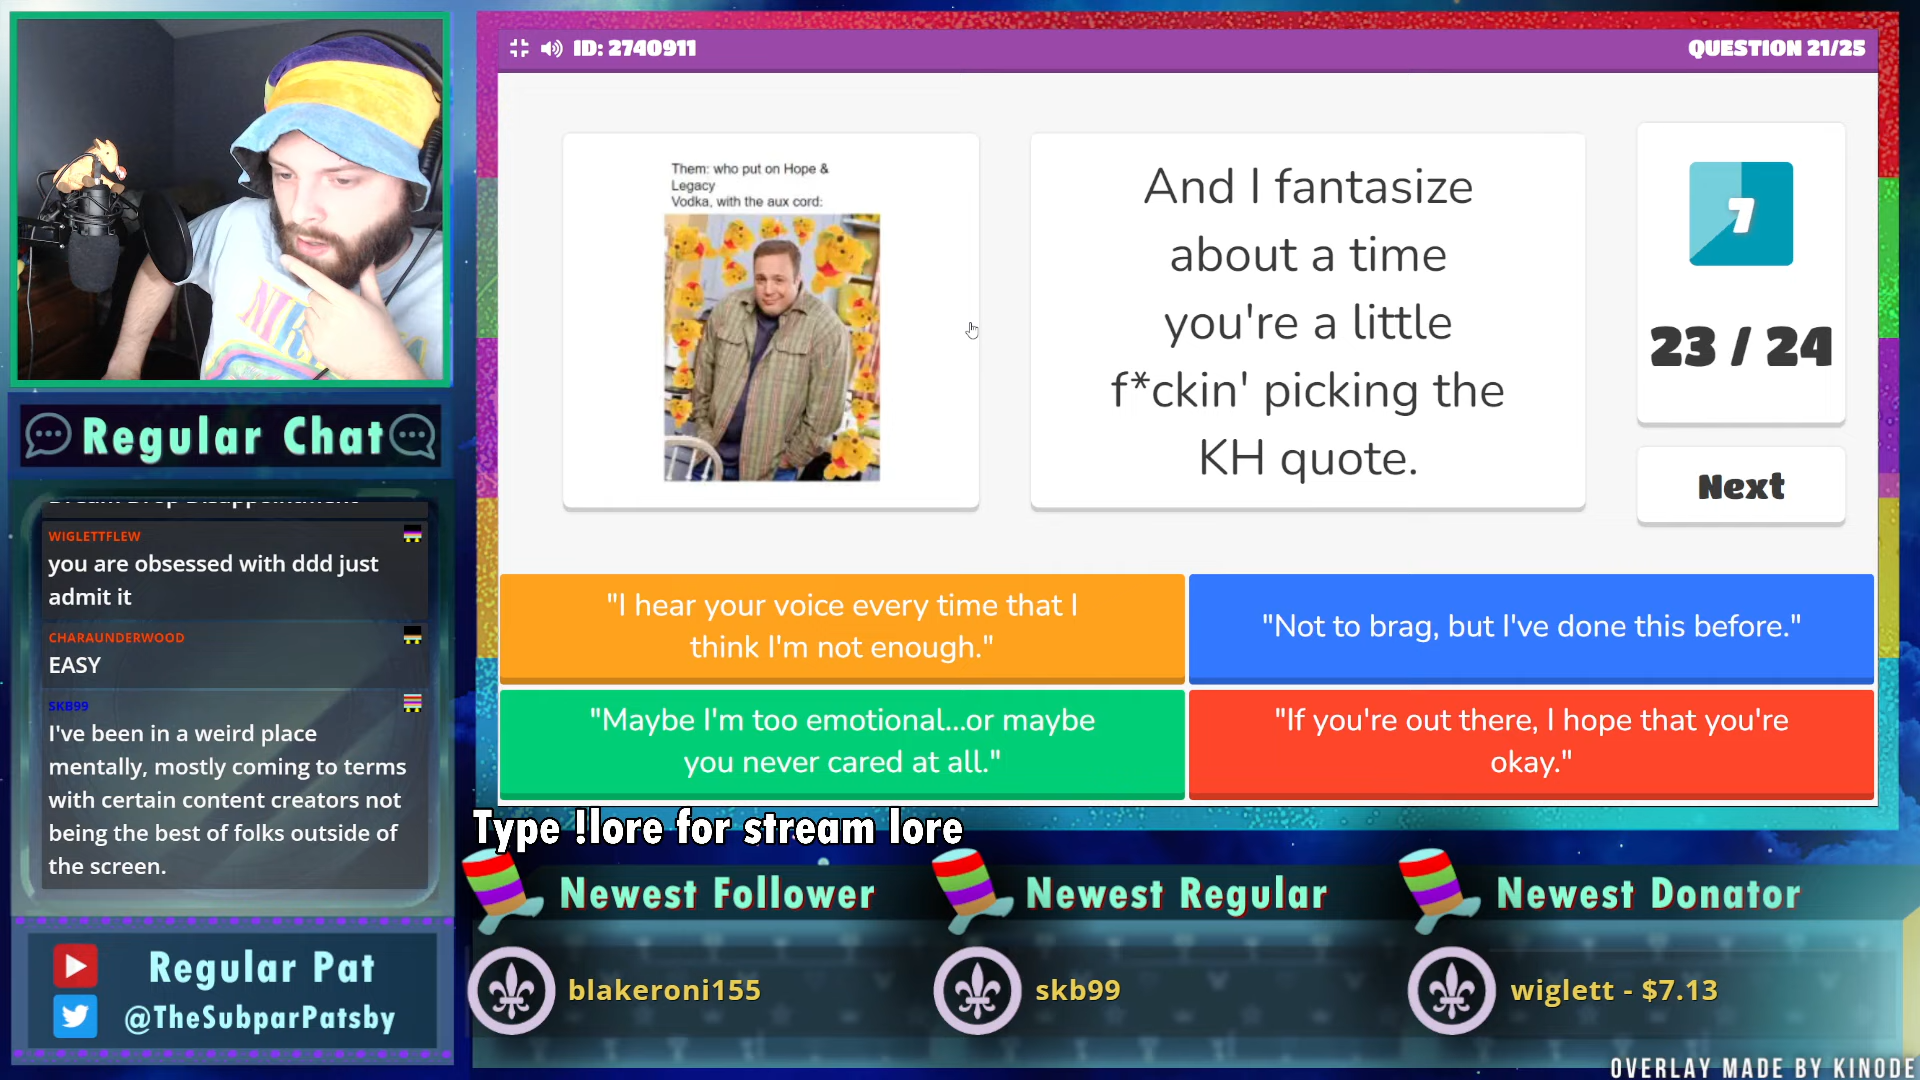 ID: 2740911
QUESTION 21/25
Them: who put on Hope &
Legacy
Vodka, with the aux cord:
And I fantasize
about a time
you're a little
f*ckin' picking the
KH quote.
7
23 / 24
Next
"I hear your voice every time that I
think I'm not enough."
"Not to brag, but I've done this before."
"Maybe I'm too emotional...or maybe
you never cared at all."
"If you're out there, I hope that you're
okay."
Regular Chat
WIGLETTFLEW
you are obsessed with ddd just
admit it
CHARAUNDERWOOD
EASY
SKB99
I've been in a weird place
mentally, mostly coming to terms
with certain content creators not
being the best of folks outside of
the screen.
Regular Pat
@TheSubparPatsby
Type !lore for stream lore
Newest Follower
blakeroni155
Newest Regular
skb99
Newest Donator
wiglett - $7.13
OVERLAY MADE BY KINODE